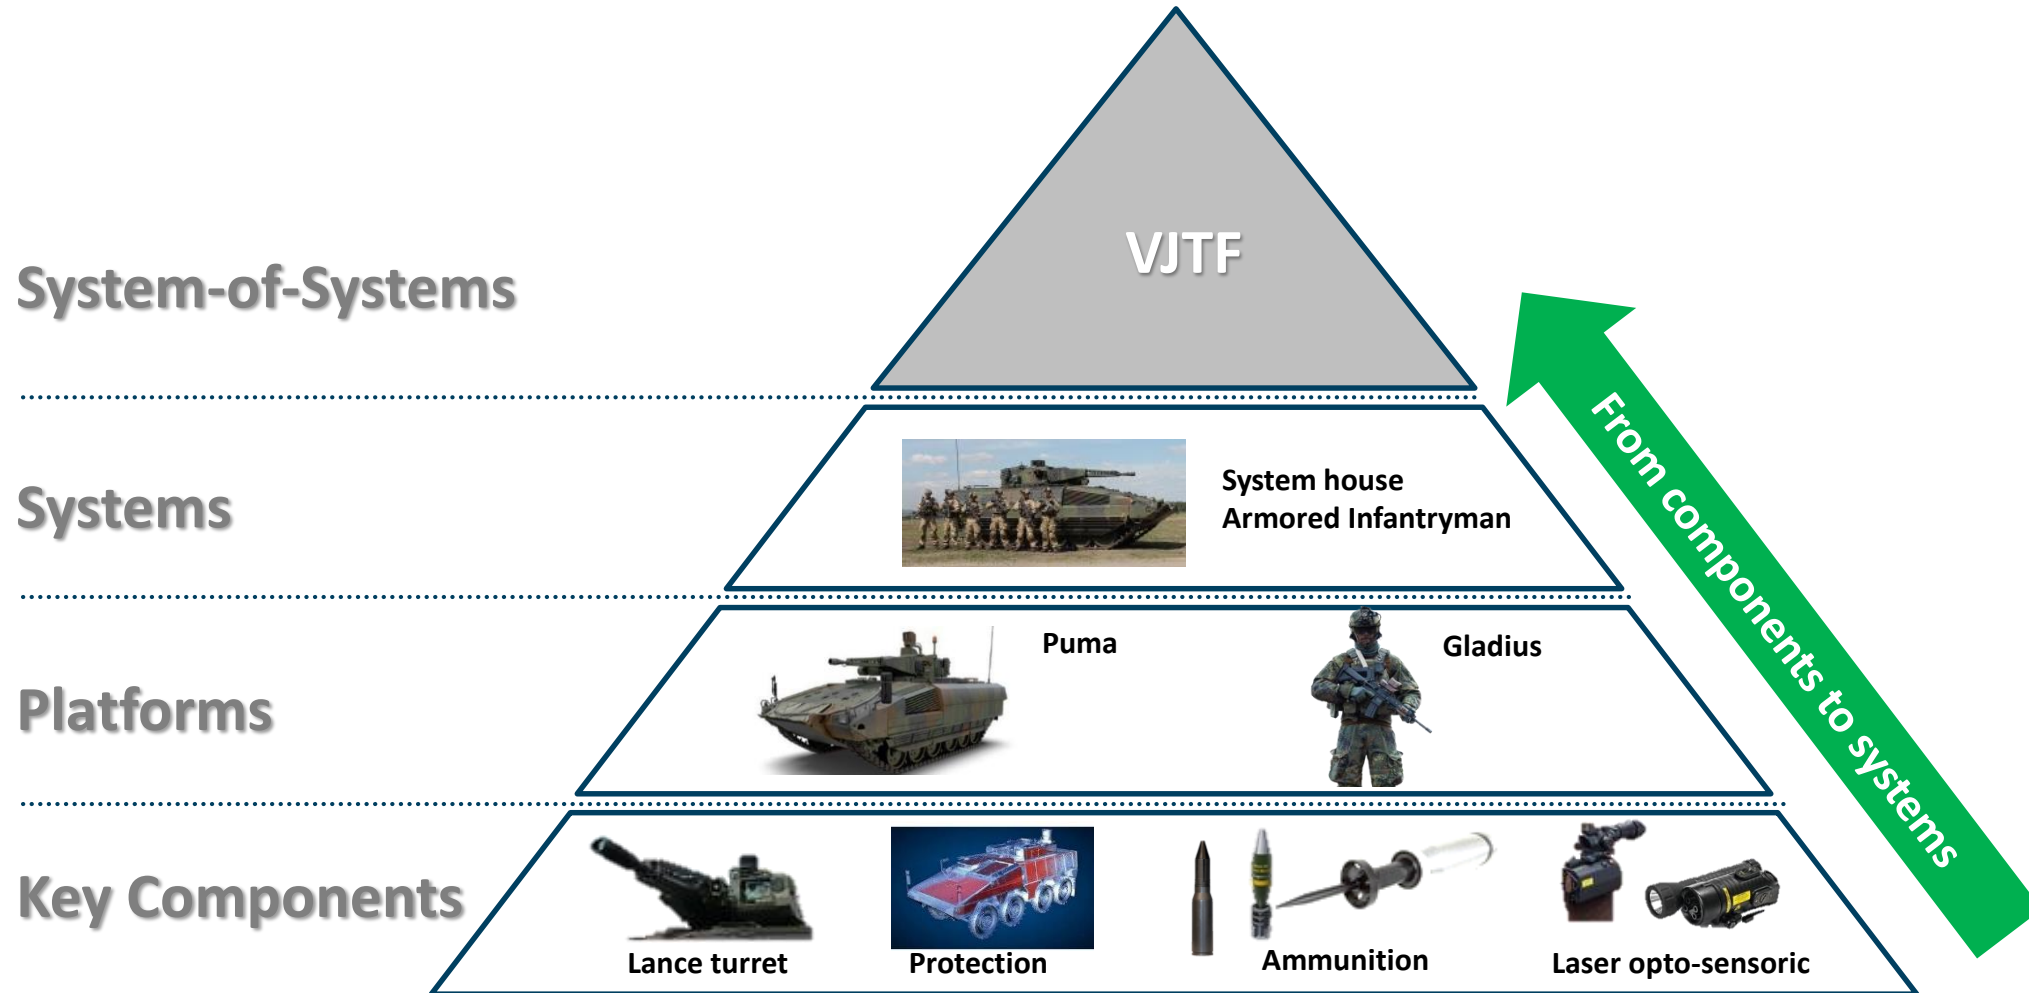 VJTF
System-of-Systems
From components to systems
Systems
System house
Armored Infantryman
Platforms
Puma
Gladius
Key Components
Lance turret
Protection
Ammunition
Laser opto-sensoric